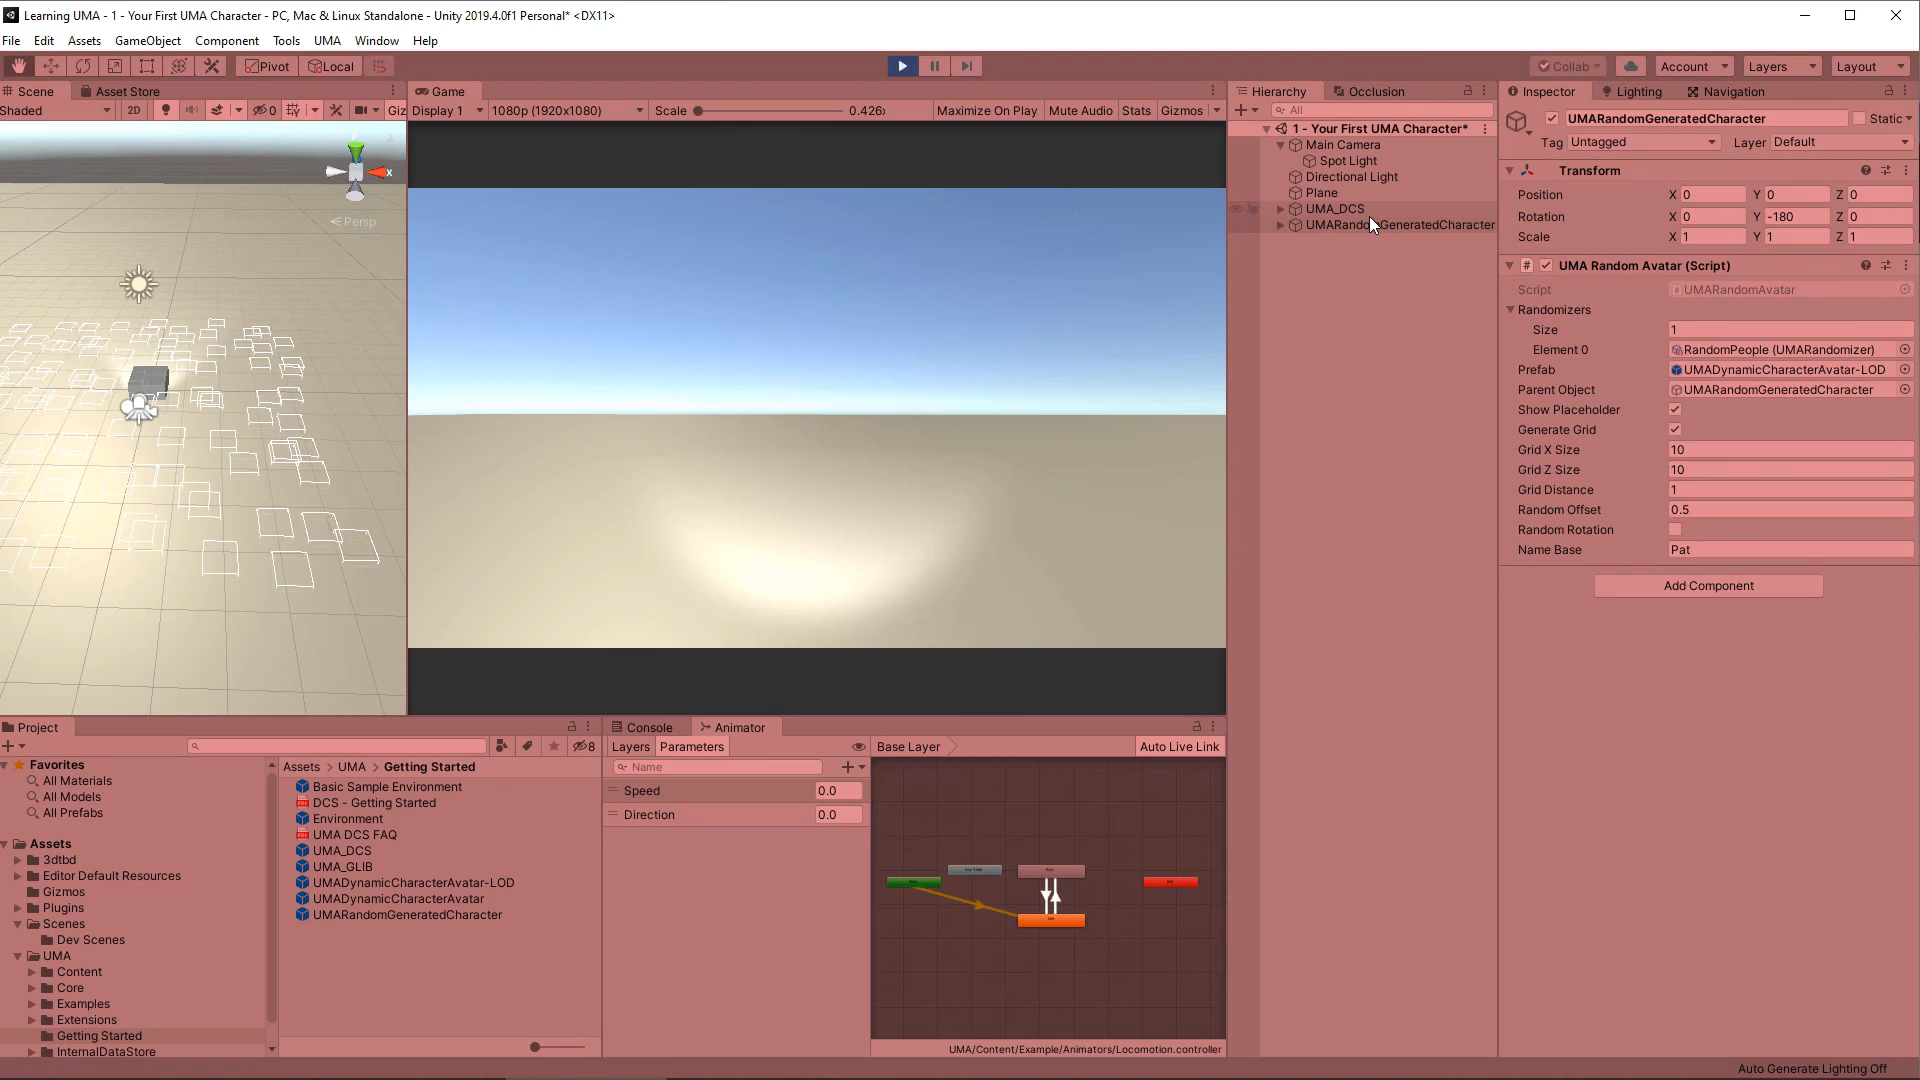 Learning UMA - 1 - Your First UMA Character - PC, Mac & Linux Standalone - Unity 2019.4.0f1 Personal* <DX11>
File Edit Assets GameObject Component Tools UMA Window Help
Pivot Local Collab Account Layers Layout
Scene Asset Store
Shaded 2D 0 Giz
y
x
Persp
Game
Display 1 1080p (1920x1080) Scale 0.426x Maximize On Play Mute Audio Stats Gizmos
Hierarchy Occlusion
All
1 - Your First UMA Character*
Main Camera
Spot Light
Directional Light
Plane
UMA_DCS
UMARando GeneratedCharacter
Inspector Lighting Navigation
UMARandomGeneratedCharacter Static
Tag Untagged Layer Default
Transform
Position X 0 Y 0 Z 0
Rotation X 0 Y -180 Z 0
Scale X 1 Y 1 Z 1
UMA Random Avatar (Script)
Script UMARandomAvatar
Randomizers
Size 1
Element 0 RandomPeople (UMARandomizer)
Prefab UMADynamicCharacterAvatar-LOD
Parent Object UMARandomGeneratedCharacter
Show Placeholder
Generate Grid
Grid X Size 10
Grid Z Size 10
Grid Distance 1
Random Offset 0.5
Random Rotation
Name Base Pat
Add Component
Project
8
Favorites
All Materials
All Models
All Prefabs
Assets
3dtbd
Editor Default Resources
Gizmos
Plugins
Scenes
Dev Scenes
UMA
Content
Core
Examples
Extensions
Getting Started
InternalDataStore
Assets > UMA > Getting Started
Basic Sample Environment
DCS - Getting Started
Environment
UMA DCS FAQ
UMA_DCS
UMA_GLIB
UMADynamicCharacterAvatar-LOD
UMADynamicCharacterAvatar
UMARandomGeneratedCharacter
Console Animator
Layers Parameters Base Layer Auto Live Link
Name
Speed 0.0
Direction 0.0
UMA/Content/Example/Animators/Locomotion.controller
Auto Generate Lighting Off